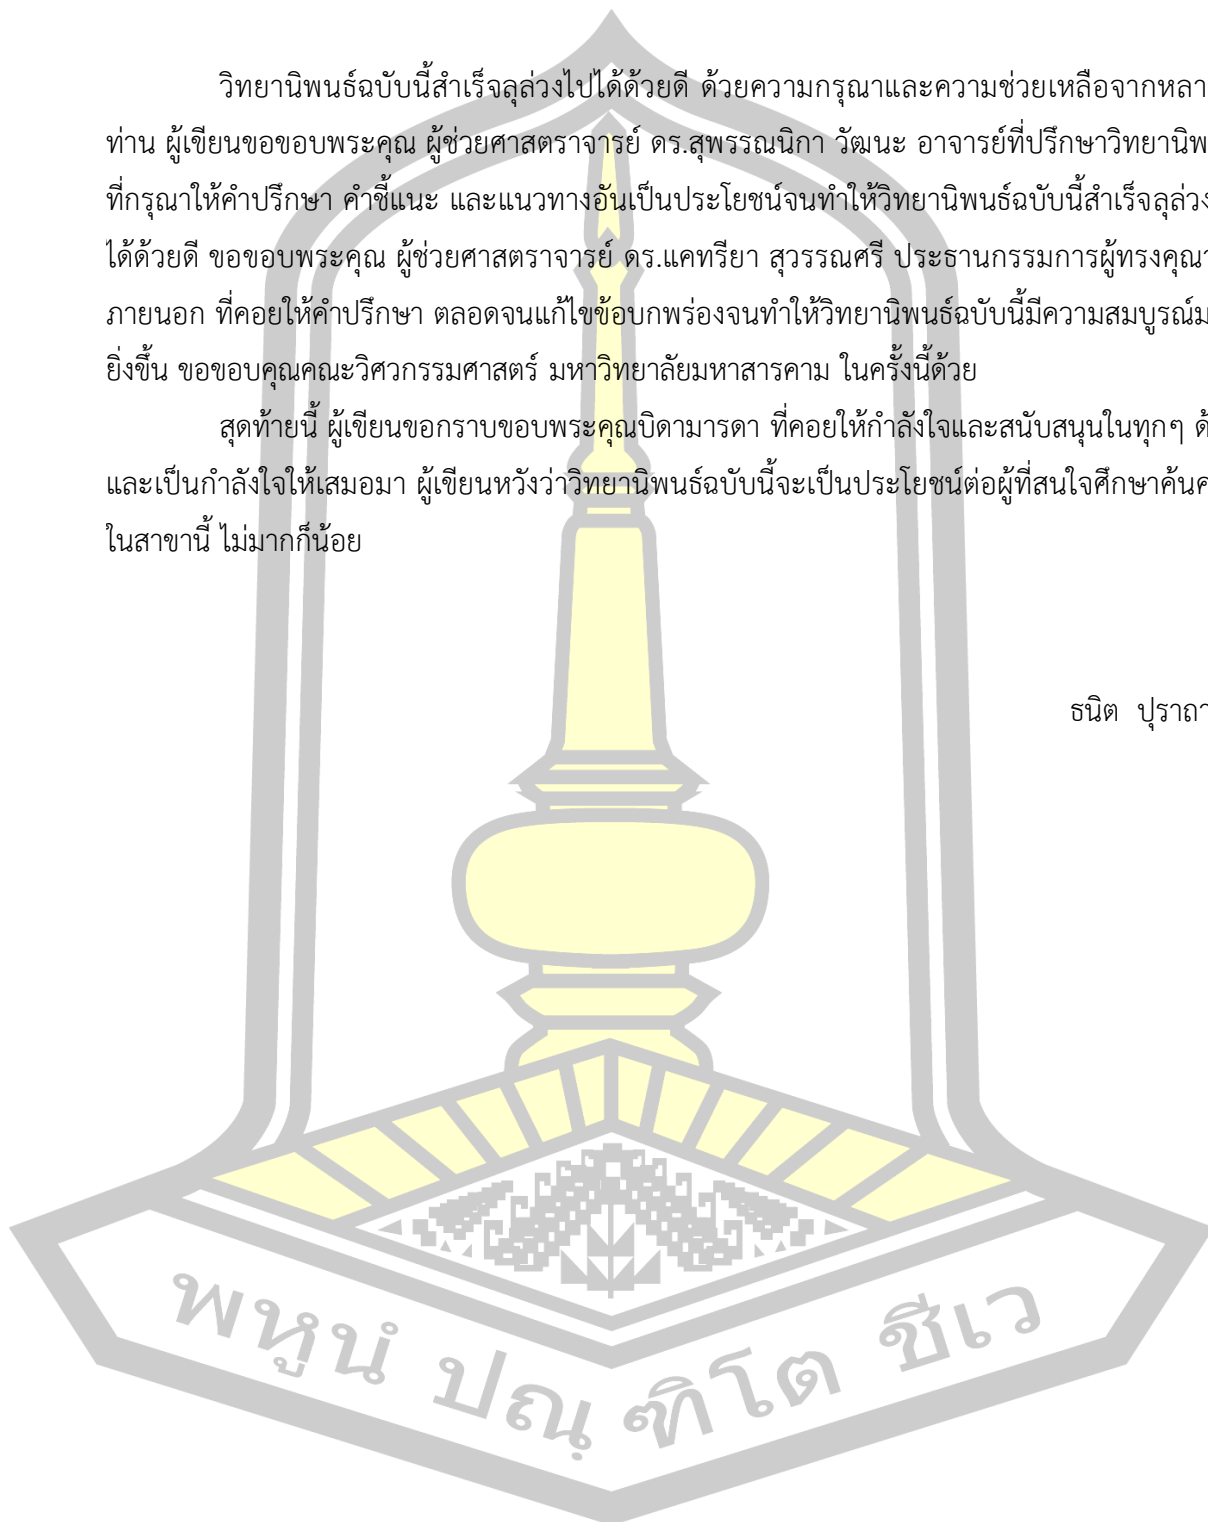 วิทยานิพนธ์ฉบับนี้สำเร็จลุล่วงไปได้ด้วยดี ด้วยความกรุณาและความช่วยเหลือจากหลา
ท่าน ผู้เขียนขอขอบพระคุณ ผู้ช่วยศาสตราจารย์ ดร.สุพรรณนิกา วัฒนะ อาจารย์ที่ปรึกษาวิทยานิพ
ที่กรุณาให้คำปรึกษา คำชี้แนะ และแนวทางอันเป็นประโยชน์จนทำให้วิทยานิพนธ์ฉบับนี้สำเร็จลุล่วง
ได้ด้วยดี ขอขอบพระคุณ ผู้ช่วยศาสตราจารย์ ดร.แคทรียา สุวรรณศรี ประธานกรรมการผู้ทรงคุณ
ภายนอก ที่คอยให้คำปรึกษา ตลอดจนแก้ไขข้อบกพร่องจนทำให้วิทยานิพนธ์ฉบับนี้มีความสมบูรณ์ม
ยิ่งขึ้น ขอขอบคุณคณะวิศวกรรมศาสตร์ มหาวิทยาลัยมหาสารคาม ในครั้งนี้ด้วย
สุดท้ายนี้ ผู้เขียนขอกราบขอบพระคุณบิดามารดา ที่คอยให้กำลังใจและสนับสนุนในทุกๆ ด้
และเป็นกำลังใจให้เสมอมา ผู้เขียนหวังว่าวิทยานิพนธ์ฉบับนี้จะเป็นประโยชน์ต่อผู้ที่สนใจศึกษาค้นค
ในสาขานี้ ไม่มากก็น้อย
ธนิต ปุราถา
พหูนํ ปณฺฑิโต ชีเว